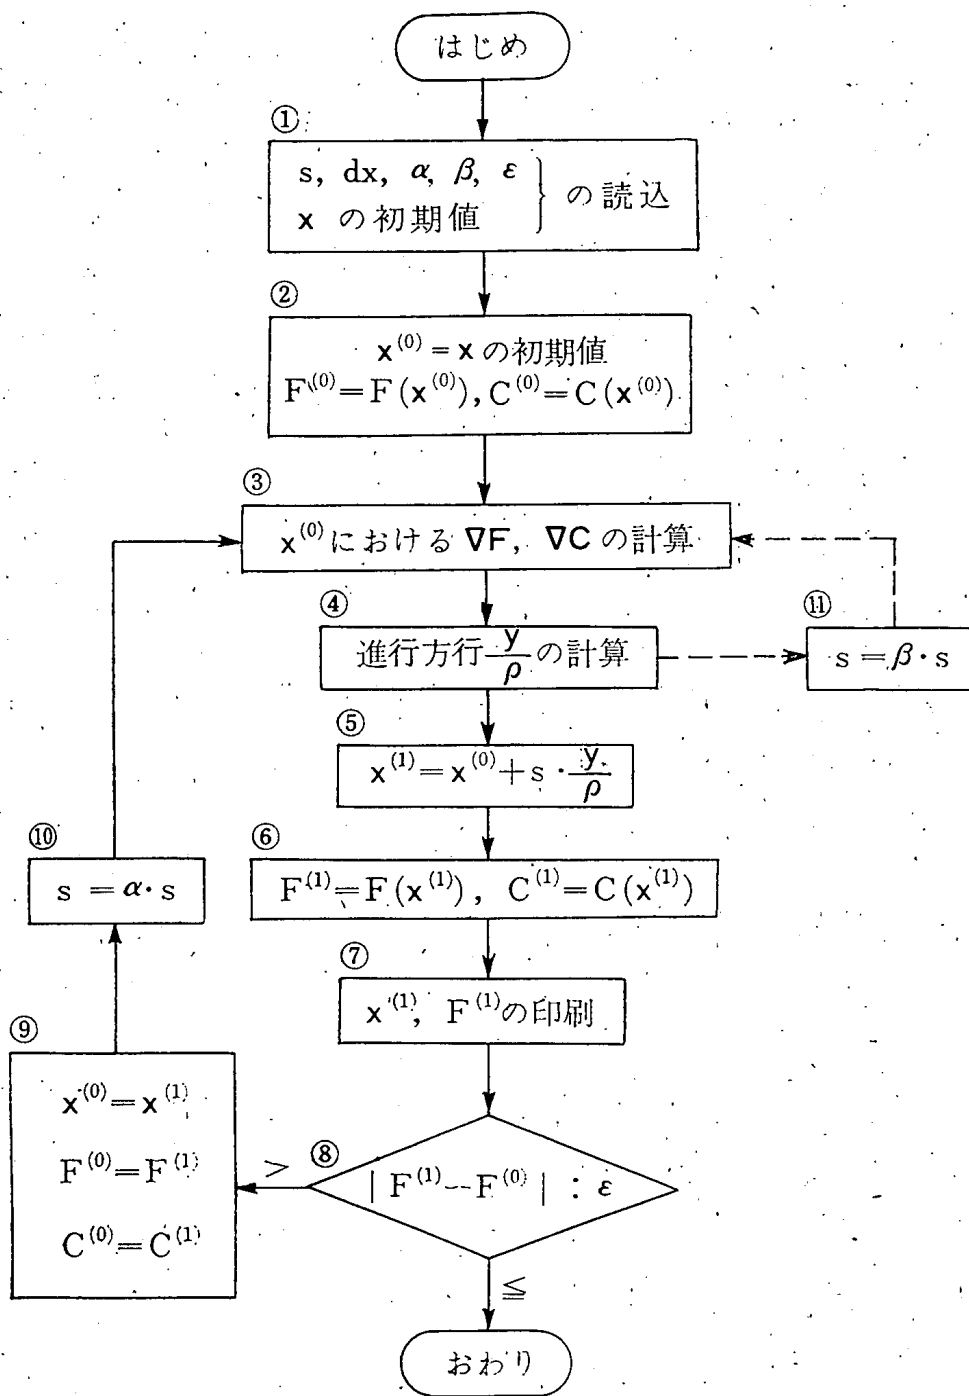 はじめ
①
s, dx, α, β, ε
x の初期値 } の読込
②
x⁽⁰⁾ = x の初期値
F⁽⁰⁾=F(x⁽⁰⁾), C⁽⁰⁾=C(x⁽⁰⁾)
③
x⁽⁰⁾における ∇F, ∇C の計算
④
進行方行 y/ρ の計算
⑪
s = β・s
⑤
x⁽¹⁾=x⁽⁰⁾+s・y/ρ
⑥
F⁽¹⁾=F(x⁽¹⁾), C⁽¹⁾=C(x⁽¹⁾)
⑩
s = α・s
⑦
x⁽¹⁾, F⁽¹⁾の印刷
⑨
x⁽⁰⁾=x⁽¹⁾
F⁽⁰⁾=F⁽¹⁾
C⁽⁰⁾=C⁽¹⁾
⑧
>
| F⁽¹⁾−F⁽⁰⁾ | : ε
≦
おわり